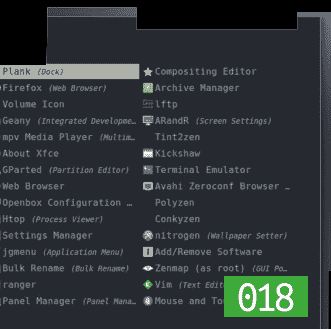 Plank (Dock)
Firefox (Web Browser)
Volume Icon
Geany (Integrated Developme…
mpv Media Player (Multim…
About Xfce
GParted (Partition Editor)
Web Browser
Openbox Configuration …
Htop (Process Viewer)
Settings Manager
jgmenu (Application Menu)
Bulk Rename (Bulk Rename)
ranger
Panel Manager (Panel Mana…
Compositing Editor
Archive Manager
lftp
ARandR (Screen Settings)
Tint2zen
Kickshaw
Terminal Emulator
Avahi Zeroconf Browser …
Polyzen
Conkyzen
nitrogen (Wallpaper Setter)
Add/Remove Software
Zenmap (as root) (GUI Po…
Vim (Text Edit
Mouse and To
018